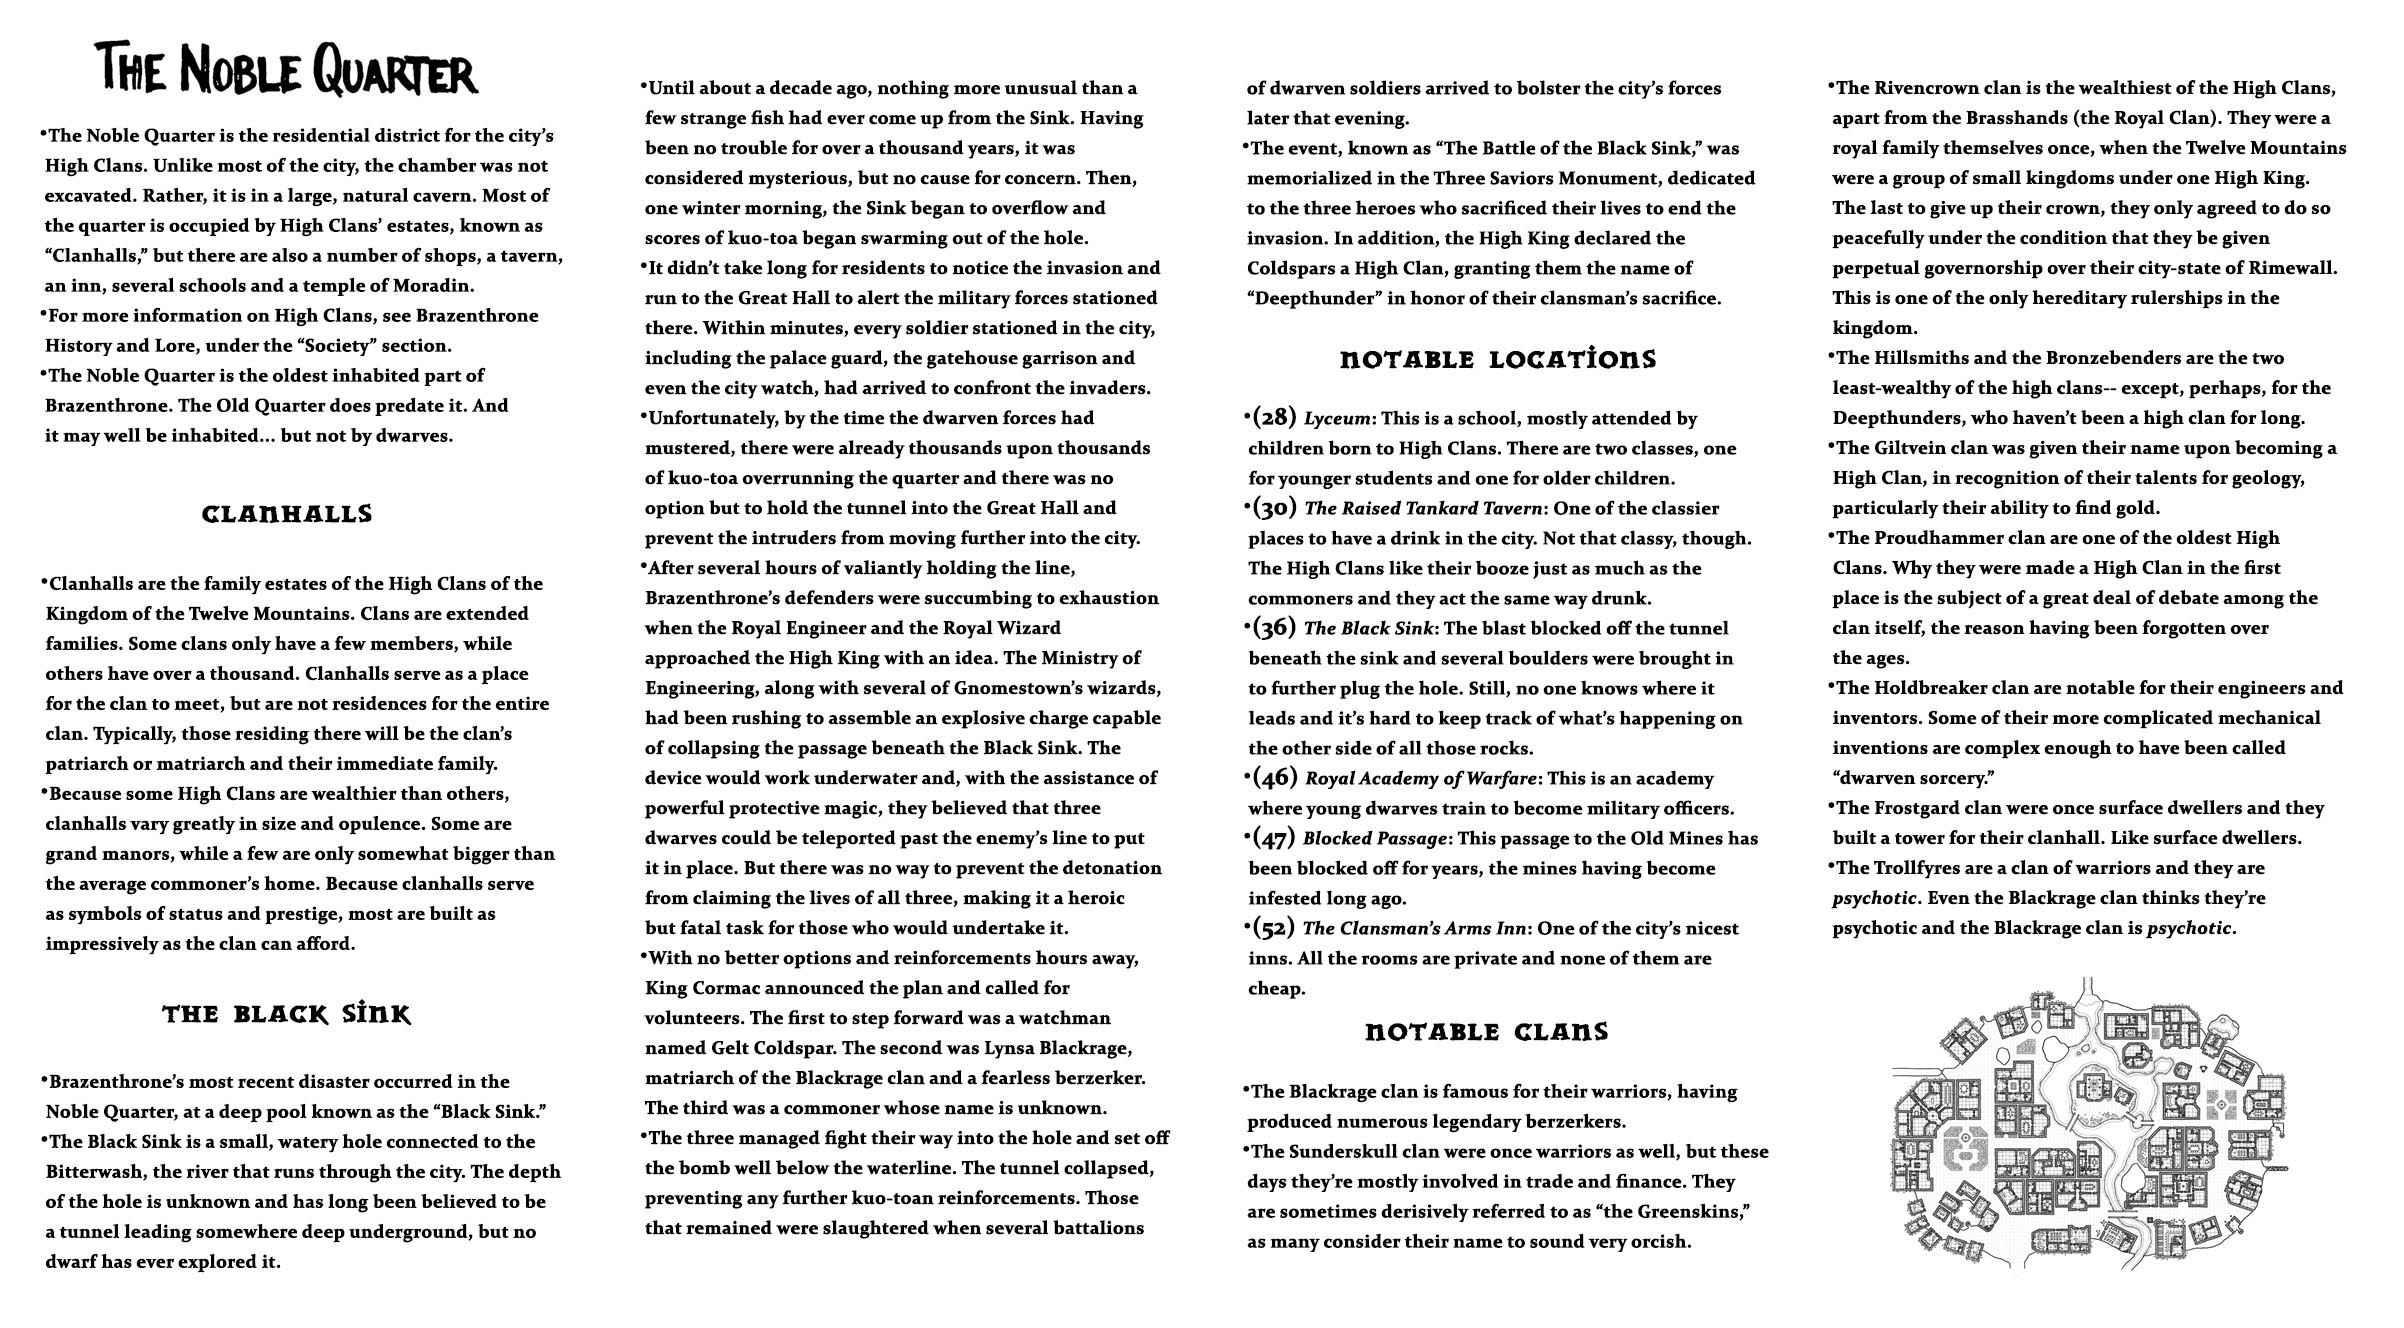 The Noble Quarter
•The Noble Quarter is the residential district for the city's
High Clans. Unlike most of the city, the chamber was not
excavated. Rather, it is in a large, natural cavern. Most of
the quarter is occupied by High Clans' estates, known as
“Clanhalls,” but there are also a number of shops, a tavern,
an inn, several schools and a temple of Moradin.
•For more information on High Clans, see Brazenthrone
History and Lore, under the “Society” section.
•The Noble Quarter is the oldest inhabited part of
Brazenthrone. The Old Quarter does predate it. And
it may well be inhabited... but not by dwarves.
Clanhalls
•Clanhalls are the family estates of the High Clans of the
Kingdom of the Twelve Mountains. Clans are extended
families. Some clans only have a few members, while
others have over a thousand. Clanhalls serve as a place
for the clan to meet, but are not residences for the entire
clan. Typically, those residing there will be the clan's
patriarch or matriarch and their immediate family.
•Because some High Clans are wealthier than others,
clanhalls vary greatly in size and opulence. Some are
grand manors, while a few are only somewhat bigger than
the average commoner's home. Because clanhalls serve
as symbols of status and prestige, most are built as
impressively as the clan can afford.
The Black Sink
•Brazenthrone's most recent disaster occurred in the
Noble Quarter, at a deep pool known as the “Black Sink.”
•The Black Sink is a small, watery hole connected to the
Bitterwash, the river that runs through the city. The depth
of the hole is unknown and has long been believed to be
a tunnel leading somewhere deep underground, but no
dwarf has ever explored it.
•Until about a decade ago, nothing more unusual than a
few strange fish had ever come up from the Sink. Having
been no trouble for over a thousand years, it was
considered mysterious, but no cause for concern. Then,
one winter morning, the Sink began to overflow and
scores of kuo-toa began swarming out of the hole.
•It didn't take long for residents to notice the invasion and
run to the Great Hall to alert the military forces stationed
there. Within minutes, every soldier stationed in the city,
including the palace guard, the gatehouse garrison and
even the city watch, had arrived to confront the invaders.
•Unfortunately, by the time the dwarven forces had
mustered, there were already thousands upon thousands
of kuo-toa overrunning the quarter and there was no
option but to hold the tunnel into the Great Hall and
prevent the intruders from moving further into the city.
•After several hours of valiantly holding the line,
Brazenthrone's defenders were succumbing to exhaustion
when the Royal Engineer and the Royal Wizard
approached the High King with an idea. The Ministry of
Engineering, along with several of Gnomestown's wizards,
had been rushing to assemble an explosive charge capable
of collapsing the passage beneath the Black Sink. The
device would work underwater and, with the assistance of
powerful protective magic, they believed that three
dwarves could be teleported past the enemy's line to put
it in place. But there was no way to prevent the detonation
from claiming the lives of all three, making it a heroic
but fatal task for those who would undertake it.
•With no better options and reinforcements hours away,
King Cormac announced the plan and called for
volunteers. The first to step forward was a watchman
named Gelt Coldspar. The second was Lynsa Blackrage,
matriarch of the Blackrage clan and a fearless berzerker.
The third was a commoner whose name is unknown.
•The three managed fight their way into the hole and set off
the bomb well below the waterline. The tunnel collapsed,
preventing any further kuo-toan reinforcements. Those
that remained were slaughtered when several battalions
of dwarven soldiers arrived to bolster the city's forces
later that evening.
•The event, known as “The Battle of the Black Sink,” was
memorialized in the Three Saviors Monument, dedicated
to the three heroes who sacrificed their lives to end the
invasion. In addition, the High King declared the
Coldspars a High Clan, granting them the name of
“Deepthunder” in honor of their clansman's sacrifice.
Notable Locations
•(28) Lyceum: This is a school, mostly attended by
children born to High Clans. There are two classes, one
for younger students and one for older children.
•(30) The Raised Tankard Tavern: One of the classier
places to have a drink in the city. Not that classy, though.
The High Clans like their booze just as much as the
commoners and they act the same way drunk.
•(36) The Black Sink: The blast blocked off the tunnel
beneath the sink and several boulders were brought in
to further plug the hole. Still, no one knows where it
leads and it's hard to keep track of what's happening on
the other side of all those rocks.
•(46) Royal Academy of Warfare: This is an academy
where young dwarves train to become military officers.
•(47) Blocked Passage: This passage to the Old Mines has
been blocked off for years, the mines having become
infested long ago.
•(52) The Clansman's Arms Inn: One of the city's nicest
inns. All the rooms are private and none of them are
cheap.
Notable Clans
•The Blackrage clan is famous for their warriors, having
produced numerous legendary berzerkers.
•The Sunderskull clan were once warriors as well, but these
days they're mostly involved in trade and finance. They
are sometimes derisively referred to as “the Greenskins,”
as many consider their name to sound very orcish.
•The Rivencrown clan is the wealthiest of the High Clans,
apart from the Brasshands (the Royal Clan). They were a
royal family themselves once, when the Twelve Mountains
were a group of small kingdoms under one High King.
The last to give up their crown, they only agreed to do so
peacefully under the condition that they be given
perpetual governorship over their city-state of Rimewall.
This is one of the only hereditary rulerships in the
kingdom.
•The Hillsmiths and the Bronzebenders are the two
least-wealthy of the high clans-- except, perhaps, for the
Deepthunders, who haven't been a high clan for long.
•The Giltvein clan was given their name upon becoming a
High Clan, in recognition of their talents for geology,
particularly their ability to find gold.
•The Proudhammer clan are one of the oldest High
Clans. Why they were made a High Clan in the first
place is the subject of a great deal of debate among the
clan itself, the reason having been forgotten over
the ages.
•The Holdbreaker clan are notable for their engineers and
inventors. Some of their more complicated mechanical
inventions are complex enough to have been called
“dwarven sorcery.”
•The Frostgard clan were once surface dwellers and they
built a tower for their clanhall. Like surface dwellers.
•The Trollfyres are a clan of warriors and they are
psychotic. Even the Blackrage clan thinks they're
psychotic and the Blackrage clan is psychotic.